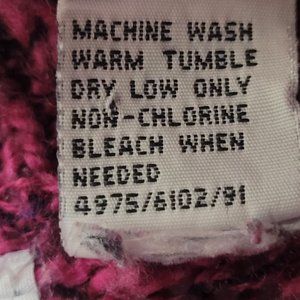 MACHINE WASH
WARM TUMBLE
DRY LOW ONLY
NON-CHLORINE
BLEACH WHEN
NEEDED
4975/6102/91